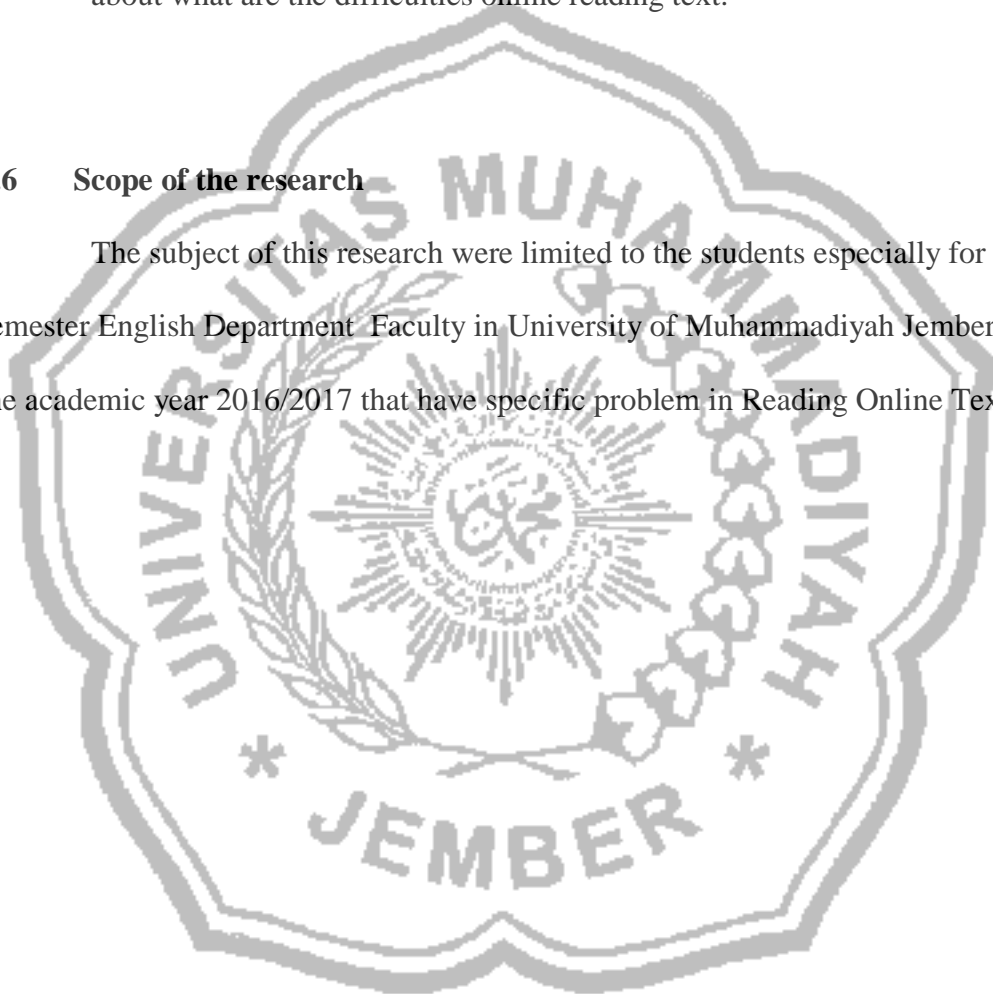 about what are the difficulties online reading text.
.6 Scope of the research
The subject of this research were limited to the students especially for
emester English Department Faculty in University of Muhammadiyah Jember
e academic year 2016/2017 that have specific problem in Reading Online Tex
UNIVERSITAS MUHAMMADIYAH
* JEMBER *